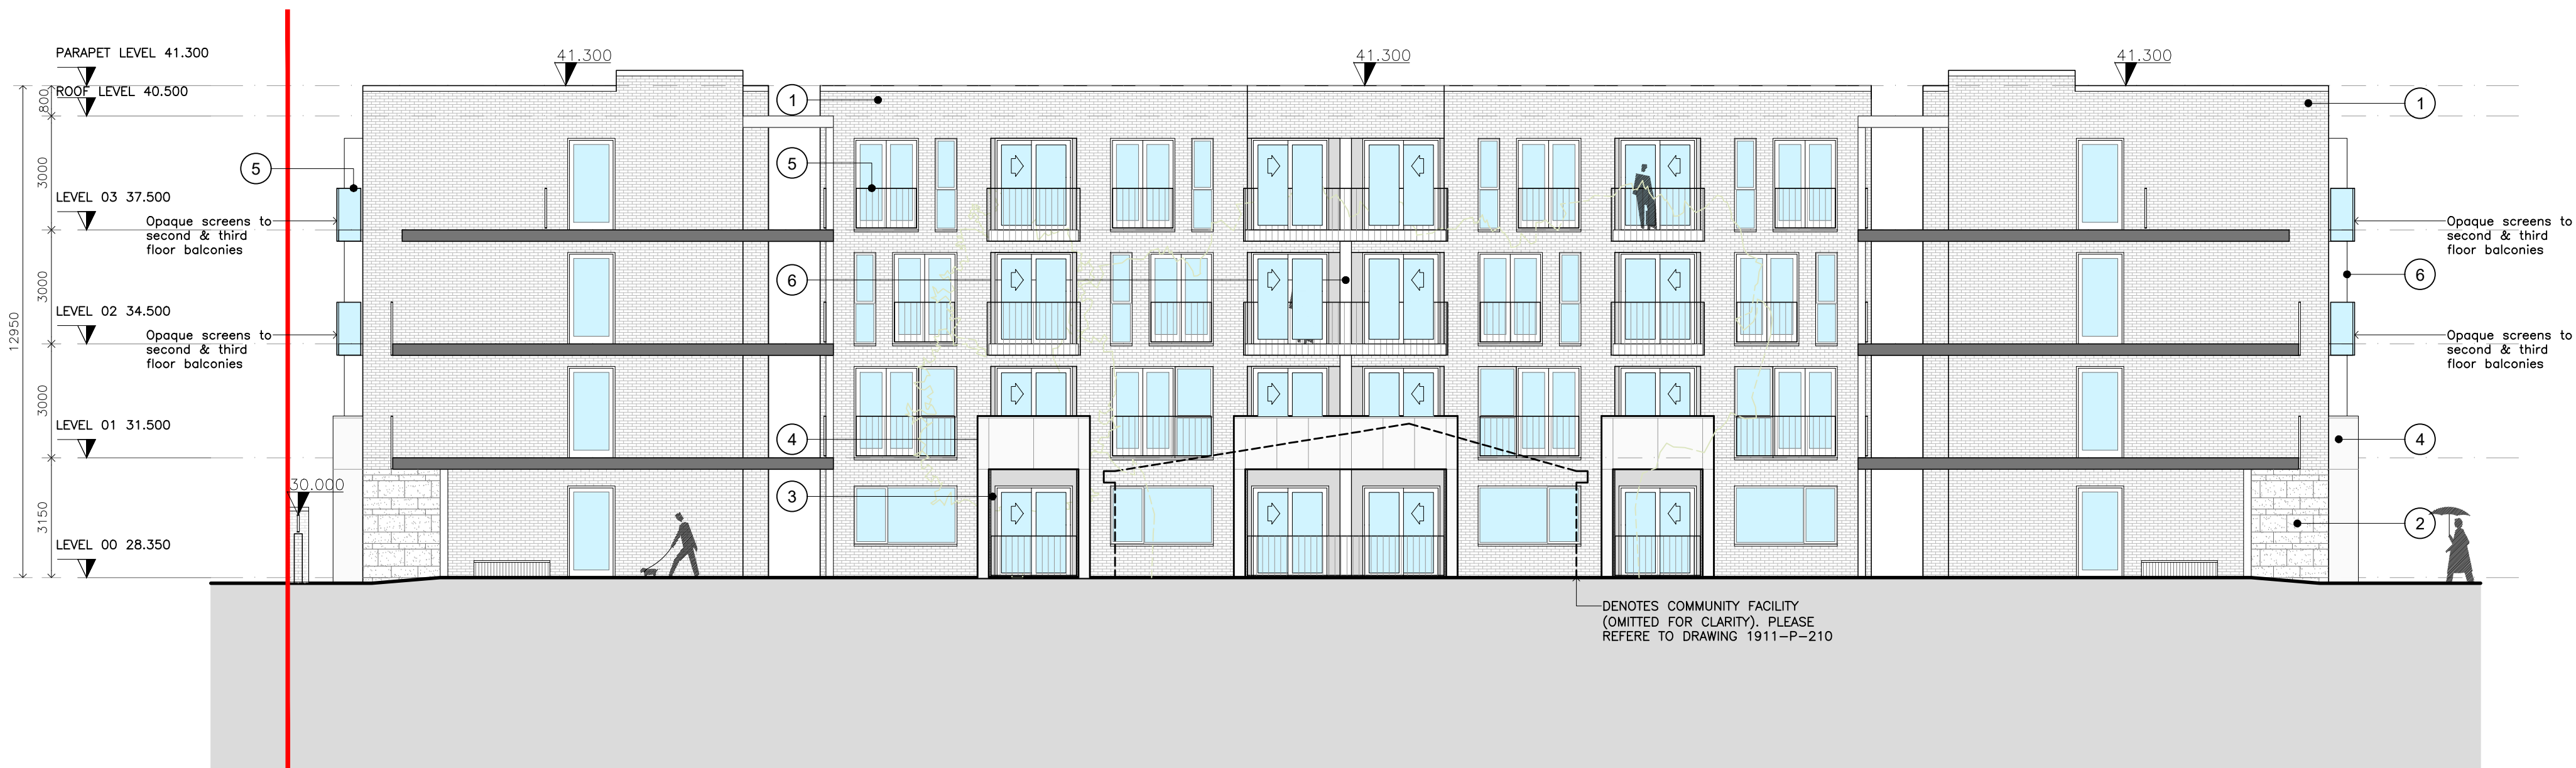 PARAPET LEVEL 41.300
41.300
41.300
41.300
800
ROOF LEVEL 40.500
1
1
5
5
3000
LEVEL 03 37.500
Opaque screens to
second & third
floor balconies
Opaque screens to
second & third
floor balconies
3000
6
6
LEVEL 02 34.500
12950
Opaque screens to
second & third
floor balconies
Opaque screens to
second & third
floor balconies
3000
LEVEL 01 31.500
4
4
30.000
3
3150
2
LEVEL 00 28.350
DENOTES COMMUNITY FACILITY
(OMITTED FOR CLARITY). PLEASE
REFERE TO DRAWING 1911-P-210